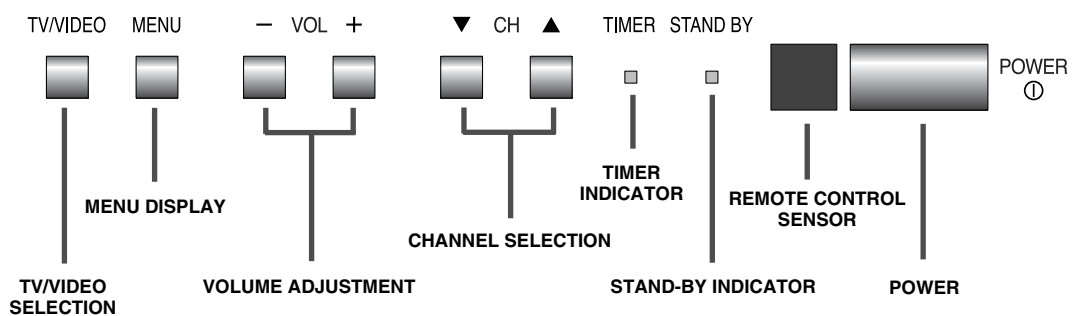 TV/VIDEO MENU − VOL + ▼ CH ▲ TIMER STAND BY
POWER
TIMER
INDICATOR
MENU DISPLAY
REMOTE CONTROL
SENSOR
CHANNEL SELECTION
TV/VIDEO
SELECTION
VOLUME ADJUSTMENT
STAND-BY INDICATOR
POWER